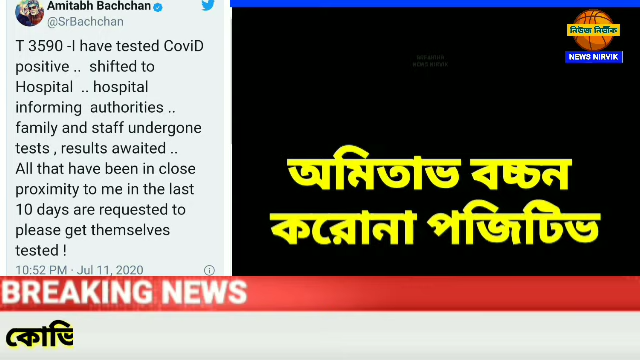 Amitabh Bachchan
@SrBachchan
T 3590 -I have tested CoviD
positive .. shifted to
Hospital .. hospital
informing authorities ..
family and staff undergone
tests , results awaited ..
All that have been in close
proximity to me in the last
10 days are requested to
please get themselves
tested !
10:52 PM · Jul 11, 2020
নিউজ নির্ভীক
NEWS NIRVIK
NEWS NIRVIK
অমিতাভ বচ্চন
করোনা পজিটিভ
BREAKING NEWS
কোভি